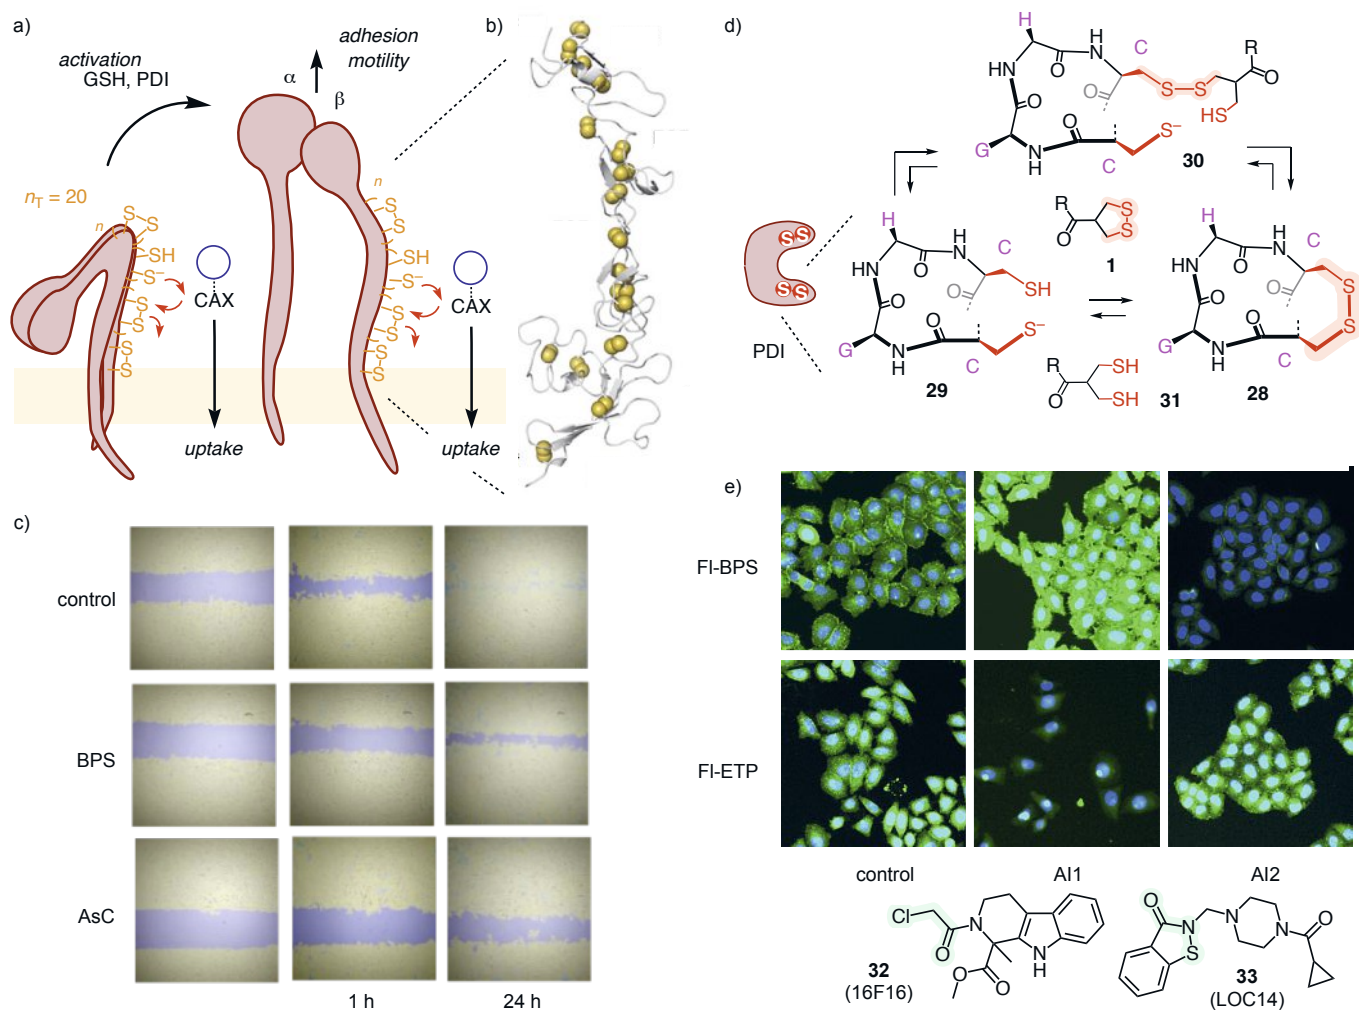 a)
activation
GSH, PDI
α
β
adhesion
motility
nT = 20
n
S
S
SH
S–
S
S
S
S
CAX
uptake
n
S
S
SH
S–
S
S
S
S
CAX
uptake
b)
c)
control
BPS
AsC
1 h
24 h
d)
H
H
N
C
R
O
HN
O
O
S
S
O
HS
O
O
S–
G
N
H
C
30
R
O
S
S
1
PDI
S S
S S
H
O
H
N
C
HN
O
O
SH
O
S–
G
N
H
C
29
R
SH
O
SH
31
H
O
H
N
C
HN
O
O
S
S
O
G
N
H
C
28
e)
Fl-BPS
Fl-ETP
control
AI1
AI2
Cl
N
O
O
O
N
H
32
(16F16)
O
N
S
N
N
O
33
(LOC14)